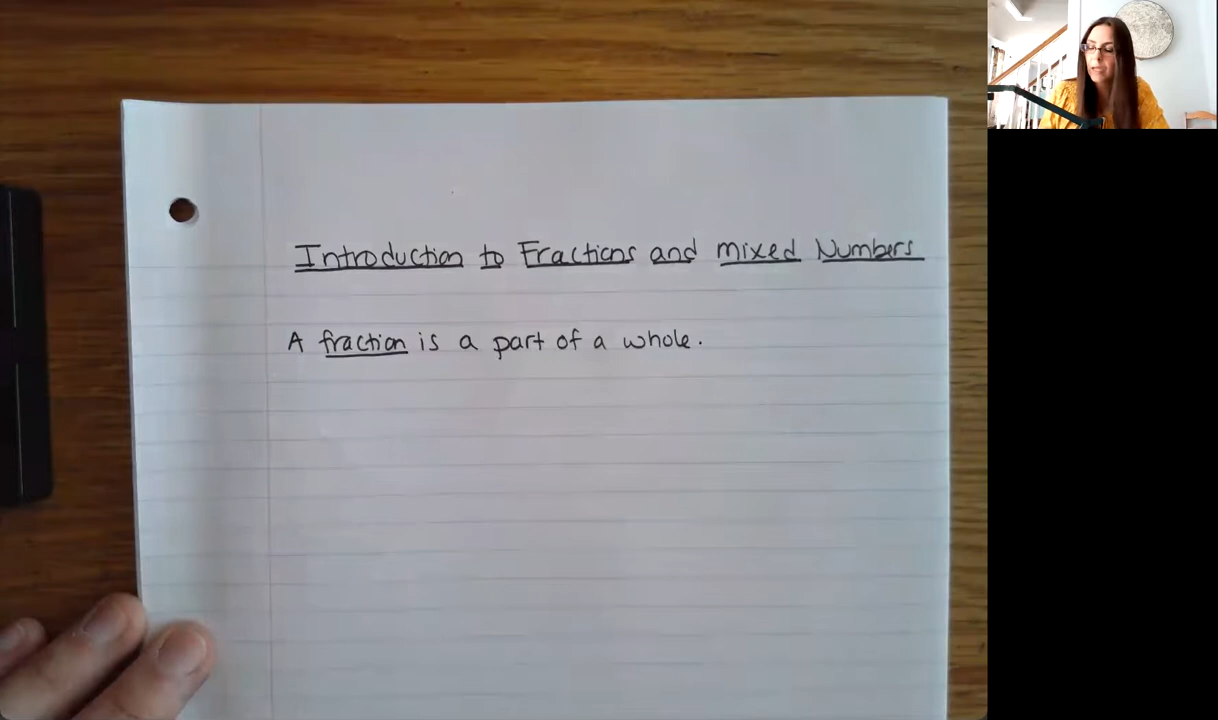 Introduction to Fractions and mixed Numbers
A fraction is a part of a whole.